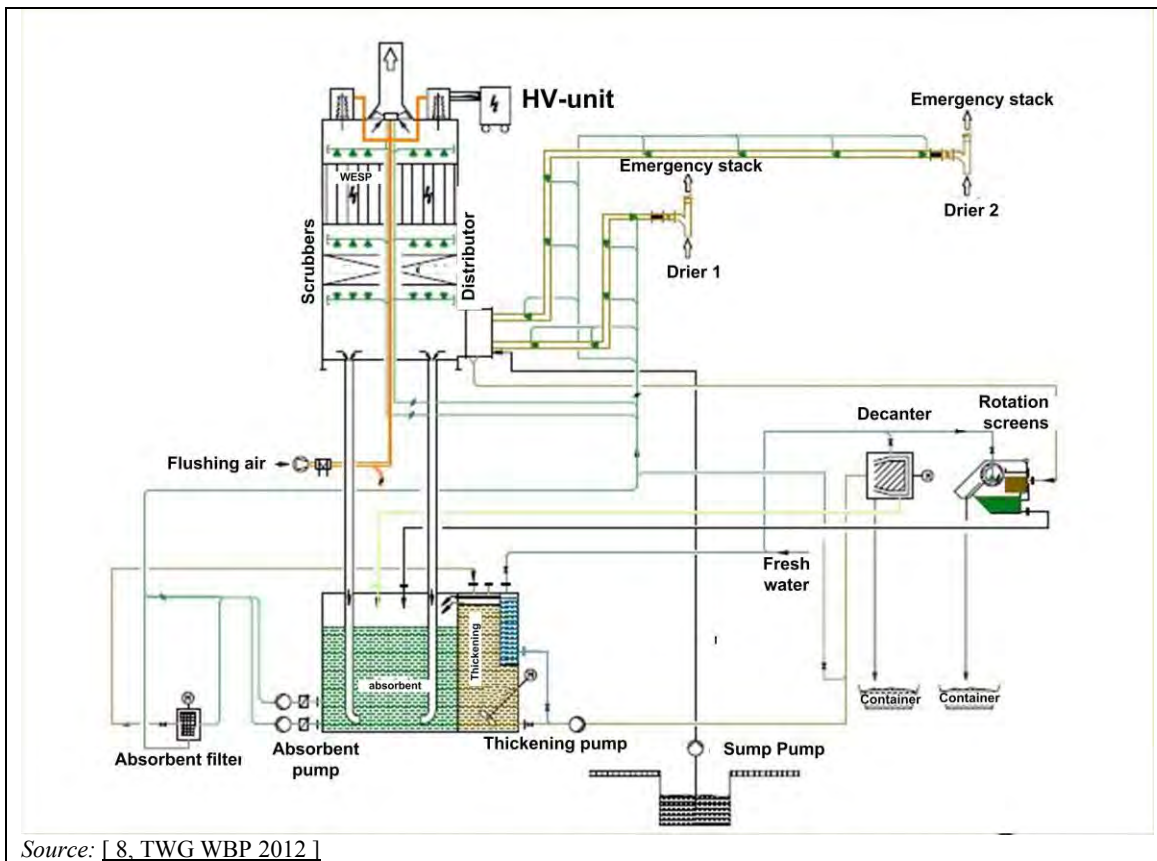 HV-unit
Emergency stack
Emergency stack
WESP
Drier 2
Scrubbers
Distributor
Drier 1
Decanter
Rotation
screens
Flushing air
Fresh
water
Thickening
absorbent
Container
Container
Absorbent filter
Absorbent
pump
Thickening pump
Sump Pump
Source: [ 8, TWG WBP 2012 ]